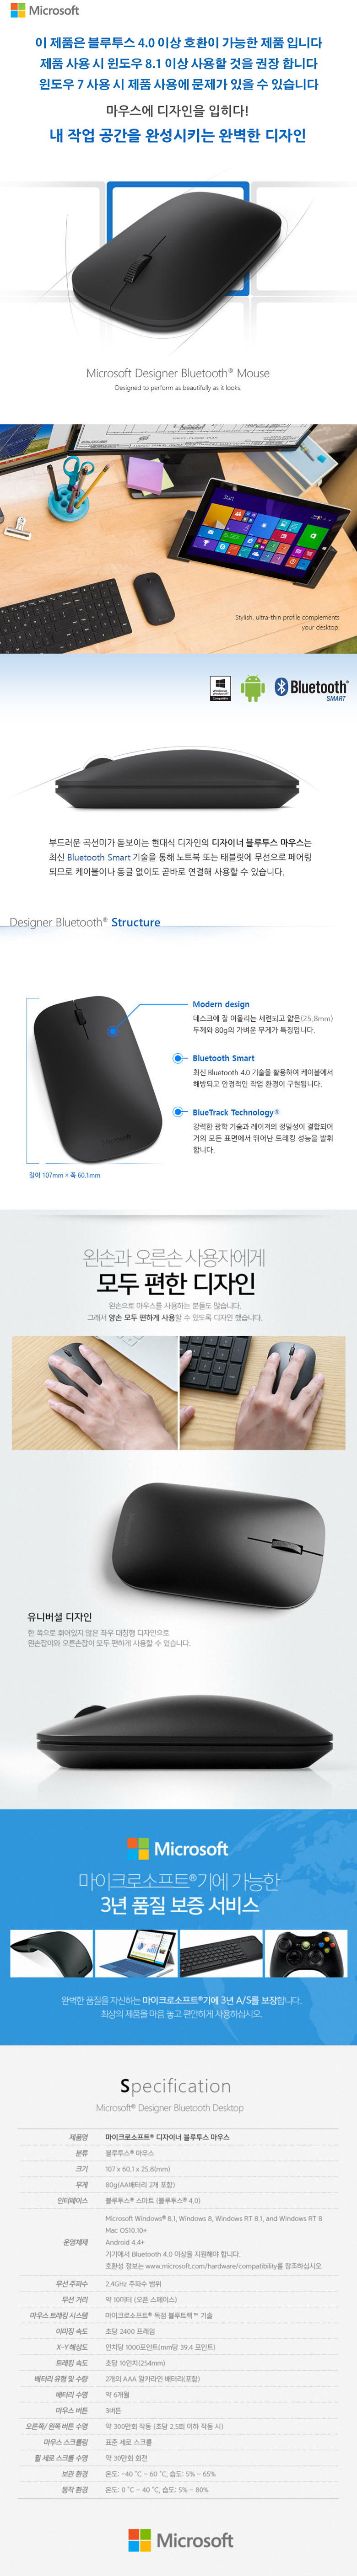 Microsoft
이 제품은 블루투스 4.0 이상 호환이 가능한 제품 입니다
제품 사용 시 윈도우 8.1 이상 사용할 것을 권장 합니다
윈도우 7 사용 시 제품 사용에 문제가 있을 수 있습니다
마우스에 디자인을 입히다!
내 작업 공간을 완성시키는 완벽한 디자인
Microsoft Designer Bluetooth® Mouse
Designed to perform as beautifully as it looks.
Start
Stylish, ultra-thin profile complements
your desktop.
Bluetooth®
SMART
부드러운 곡선미가 돋보이는 현대식 디자인의 디자이너 블루투스 마우스는
최신 Bluetooth Smart 기술을 통해 노트북 또는 태블릿에 무선으로 페어링
되므로 케이블이나 동글 없이도 곧바로 연결해 사용할 수 있습니다.
Designer Bluetooth® Structure
Modern design
데스크에 잘 어울리는 세련되고 얇은(25.8mm)
두께와 80g의 가벼운 무게가 특징입니다.
Bluetooth Smart
최신 Bluetooth 4.0 기술을 활용하여 케이블에서
해방되고 안정적인 작업 환경이 구현됩니다.
BlueTrack Technology®
강력한 광학 기술과 레이저의 정밀성이 결합되어
거의 모든 표면에서 뛰어난 트래킹 성능을 발휘
합니다.
Microsoft
길이 107mm × 폭 60.1mm
왼손과 오른손 사용자에게
모두 편한 디자인
왼손으로 마우스를 사용하는 분들도 많습니다.
그래서 양손 모두 편하게 사용할 수 있도록 디자인 했습니다.
유니버설 디자인
한 쪽으로 휘어있지 않은 좌우 대칭형 디자인으로
왼손잡이와 오른손잡이 모두 편하게 사용할 수 있습니다.
Microsoft
마이크로소프트®기에 가능한
3년 품질 보증 서비스
완벽한 품질을 자신하는 마이크로소프트®기에 3년 A/S를 보장합니다.
최상의 제품을 마음 놓고 편안하게 사용하십시오.
Specification
Microsoft® Designer Bluetooth Desktop
제품명 마이크로소프트® 디자이너 블루투스 마우스
분류 블루투스® 마우스
크기 107 x 60.1 x 25.8(mm)
무게 80g(AA배터리 2개 포함)
인터페이스 블루투스® 스마트 (블루투스® 4.0)
운영체제 Microsoft Windows® 8.1, Windows 8, Windows RT 8.1, and Windows RT 8
Mac OS10.10+
Android 4.4+
기기에서 Bluetooth 4.0 이상을 지원해야 합니다.
호환성 정보는 www.microsoft.com/hardware/compatibility를 참조하십시오
무선 주파수 2.4GHz 주파수 범위
무선 거리 약 10미터 (오픈 스페이스)
마우스 트래킹 시스템 마이크로소프트® 독점 블루트랙™ 기술
이미징 속도 초당 2400 프레임
X-Y해상도 인치당 1000포인트(mm당 39.4 포인트)
트래킹 속도 초당 10인치(254mm)
배터리 유형 및 수량 2개의 AAA 알카라인 배터리(포함)
배터리 수명 약 6개월
마우스 버튼 3버튼
오른쪽/ 왼쪽 버튼 수명 약 300만회 작동 (초당 2.5회 이하 작동 시)
마우스 스크롤링 표준 세로 스크롤
휠 세로 스크롤 수명 약 30만회 회전
보관 환경 온도: -40 °C ~ 60 °C, 습도: 5% ~ 65%
동작 환경 온도: 0 °C ~ 40 °C, 습도: 5% ~ 80%
Microsoft